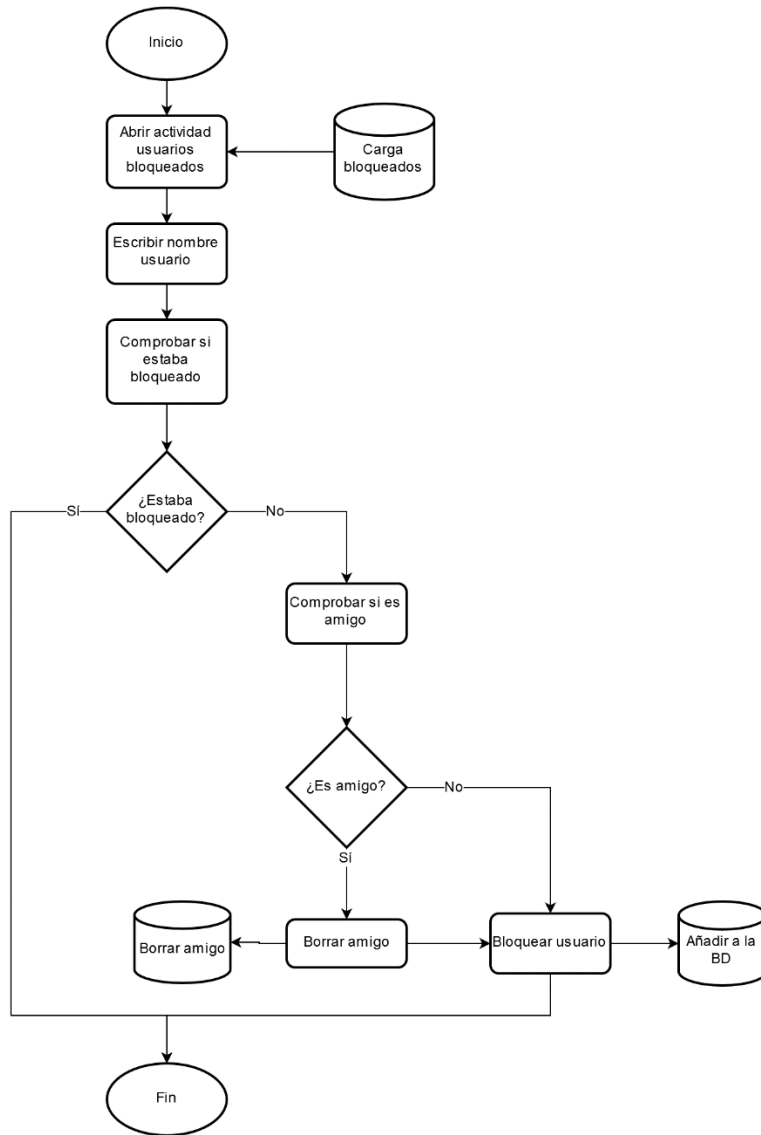 Inicio
Abrir actividad
usuarios
bloqueados
Carga
bloqueados
Escribir nombre
usuario
Comprobar si
estaba
bloqueado
¿Estaba
bloqueado?
Sí
No
Comprobar si es
amigo
¿Es amigo?
No
Sí
Borrar amigo
Borrar amigo
Bloquear usuario
Añadir a la
BD
Fin